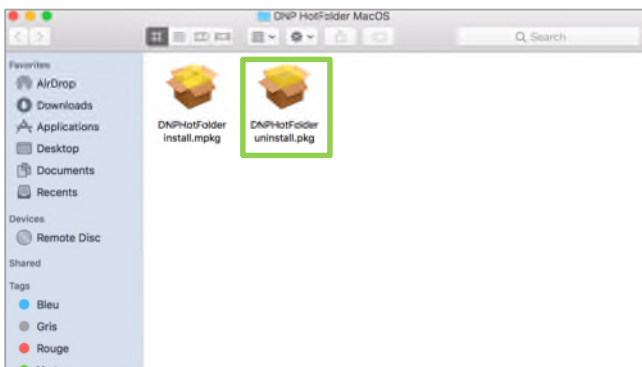 DNP HotFolder MacOS
Search
Favorites
AirDrop
Downloads
Applications
Desktop
Documents
Recents
Devices
Remote Disc
Shared
Tags
Bleu
Gris
Rouge
DNPHotFolder
install.mpkg
DNPHotFolder
uninstall.pkg